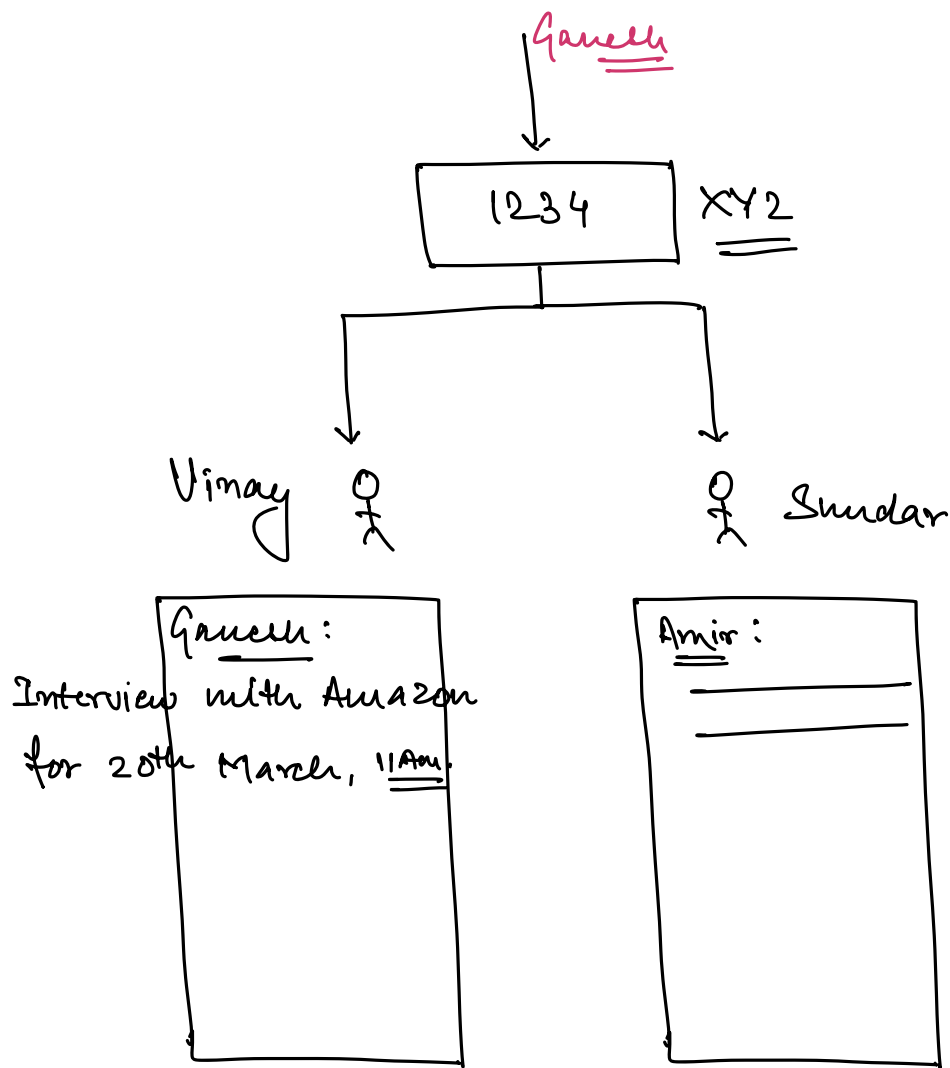 Ganesh
1234
XYZ
Vinay
Sundar
Ganesh:
Interview with Amazon
for 20th March, 11Am.
Amir: